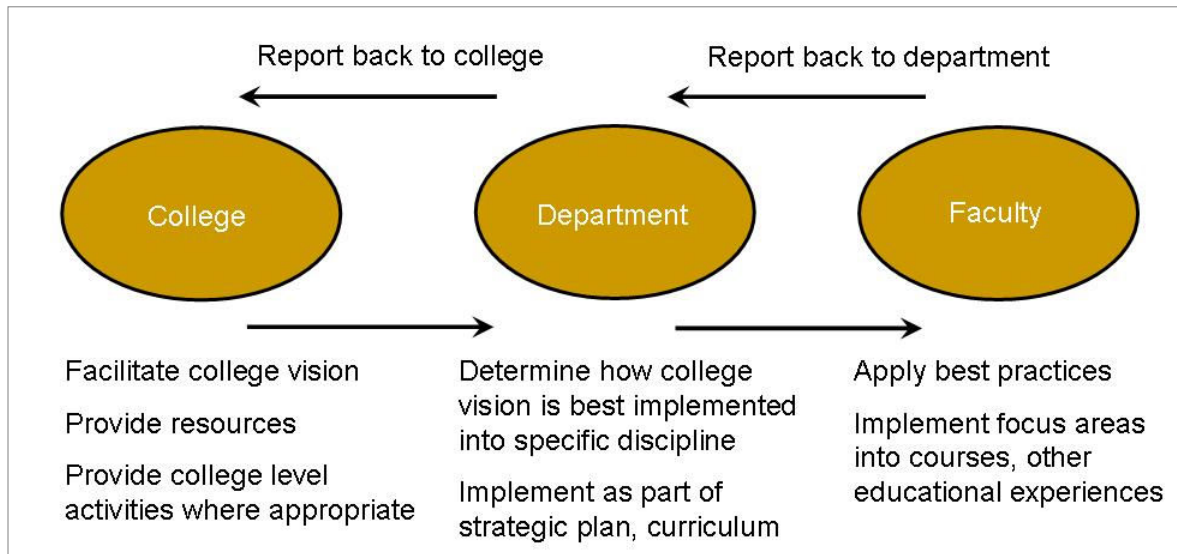 Report back to college
Report back to department
College
Department
Faculty
Facilitate college vision
Provide resources
Provide college level
activities where appropriate
Determine how college
vision is best implemented
into specific discipline
Implement as part of
strategic plan, curriculum
Apply best practices
Implement focus areas
into courses, other
educational experiences